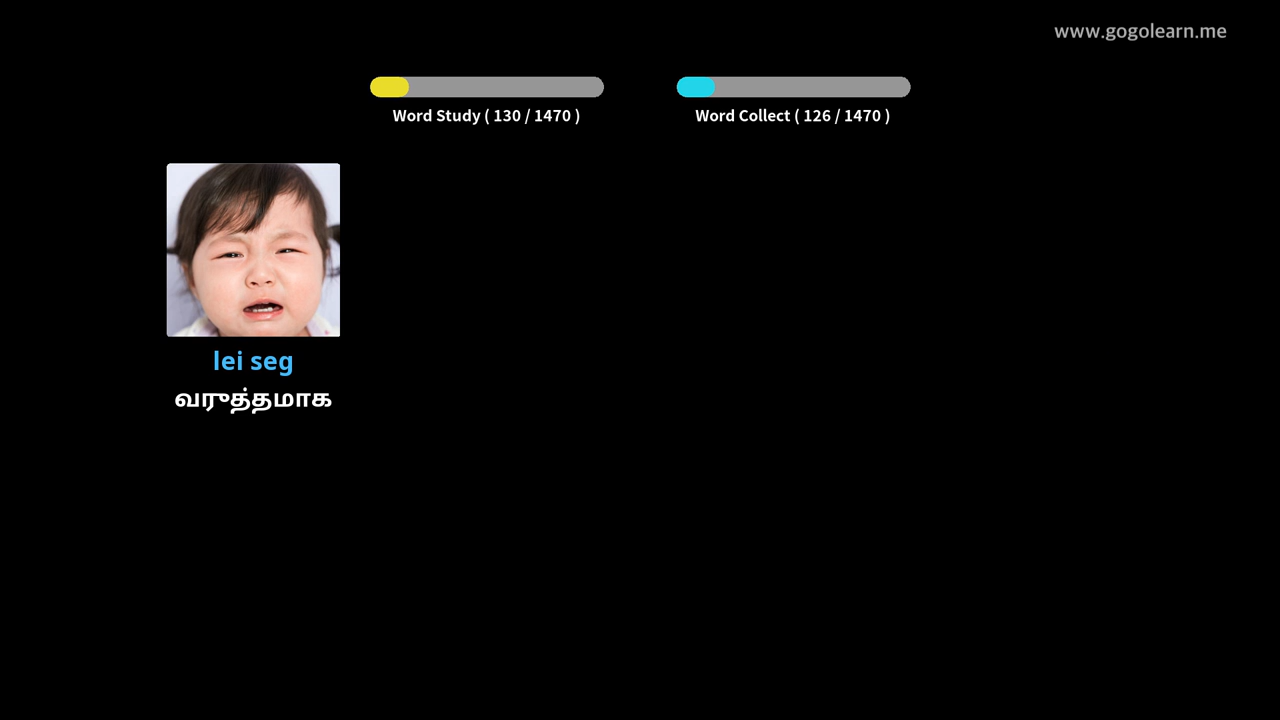 www.gogolearn.me
Word Study ( 130 / 1470 )
Word Collect ( 126 / 1470 )
lei seg
வருத்தமாக